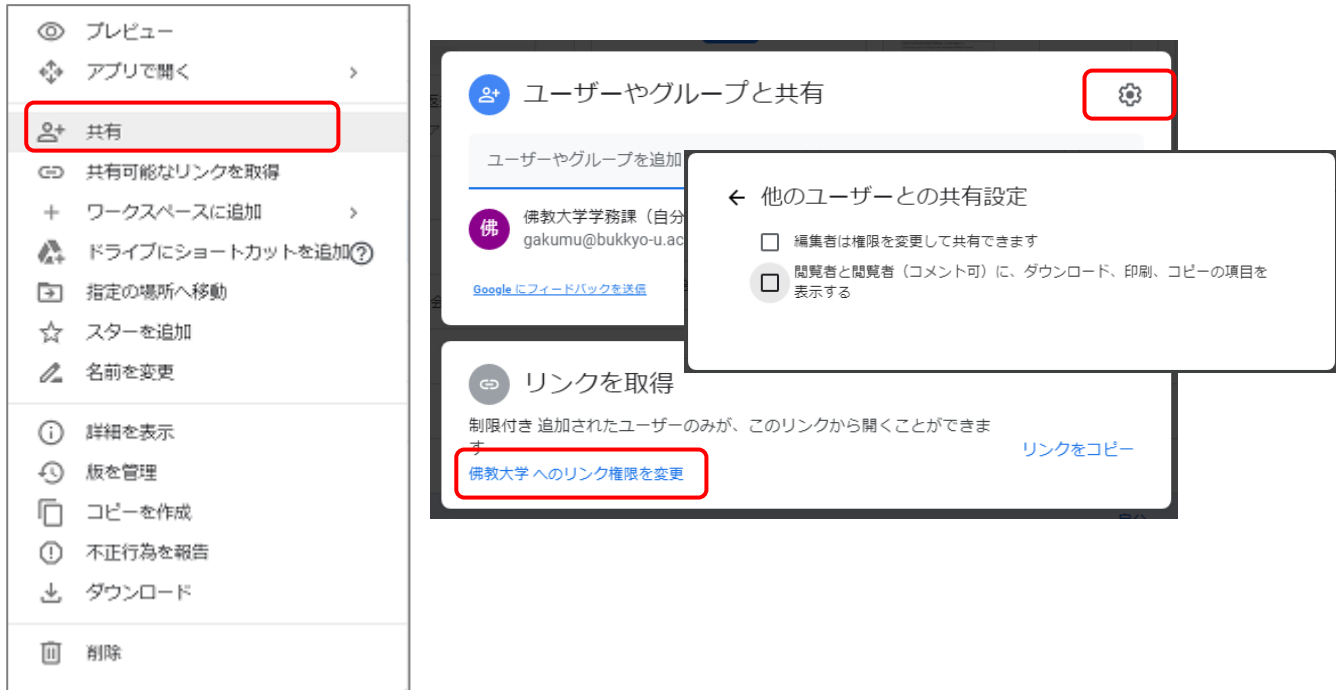 プレビュー
アプリで開く
共有
共有可能なリンクを取得
ワークスペースに追加
ドライブにショートカットを追加
指定の場所へ移動
スターを追加
名前を変更
詳細を表示
版を管理
コピーを作成
不正行為を報告
ダウンロード
削除
ユーザーやグループと共有
ユーザーやグループを追加
佛
佛教大学学務課（自分
gakumu@bukkyo-u.ac
Google にフィードバックを送信
他のユーザーとの共有設定
編集者は権限を変更して共有できます
閲覧者と閲覧者（コメント可）に、ダウンロード、印刷、コピーの項目を
表示する
リンクを取得
制限付き 追加されたユーザーのみが、このリンクから開くことができま
す
リンクをコピー
佛教大学 へのリンク権限を変更